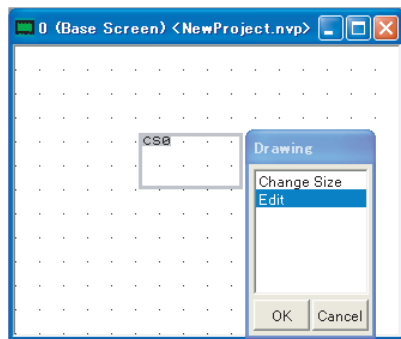 0 (Base Screen) <NewProject.nvp>
CS0
Drawing
Change Size
Edit
OK
Cancel